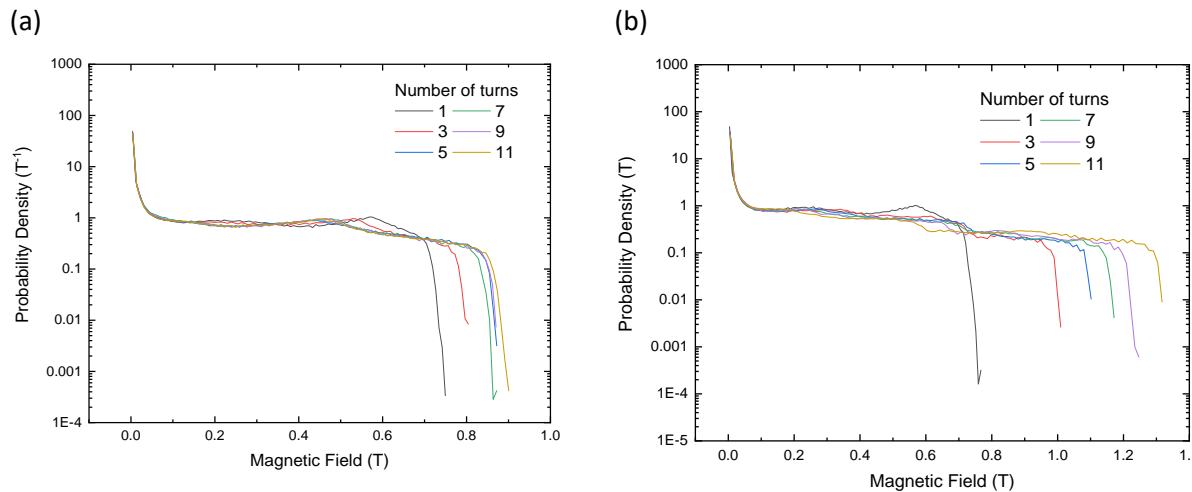 (a)
1000
100
10
1
0.1
0.01
0.001
1E-4
Probability Density (T-1)
Number of turns
1 7
3 9
5 11
0.0 0.2 0.4 0.6 0.8 1.0
Magnetic Field (T)
(b)
1000
100
10
1
0.1
0.01
0.001
1E-4
1E-5
Probability Density (T)
Number of turns
1 7
3 9
5 11
0.0 0.2 0.4 0.6 0.8 1.0 1.2 1.
Magnetic Field (T)